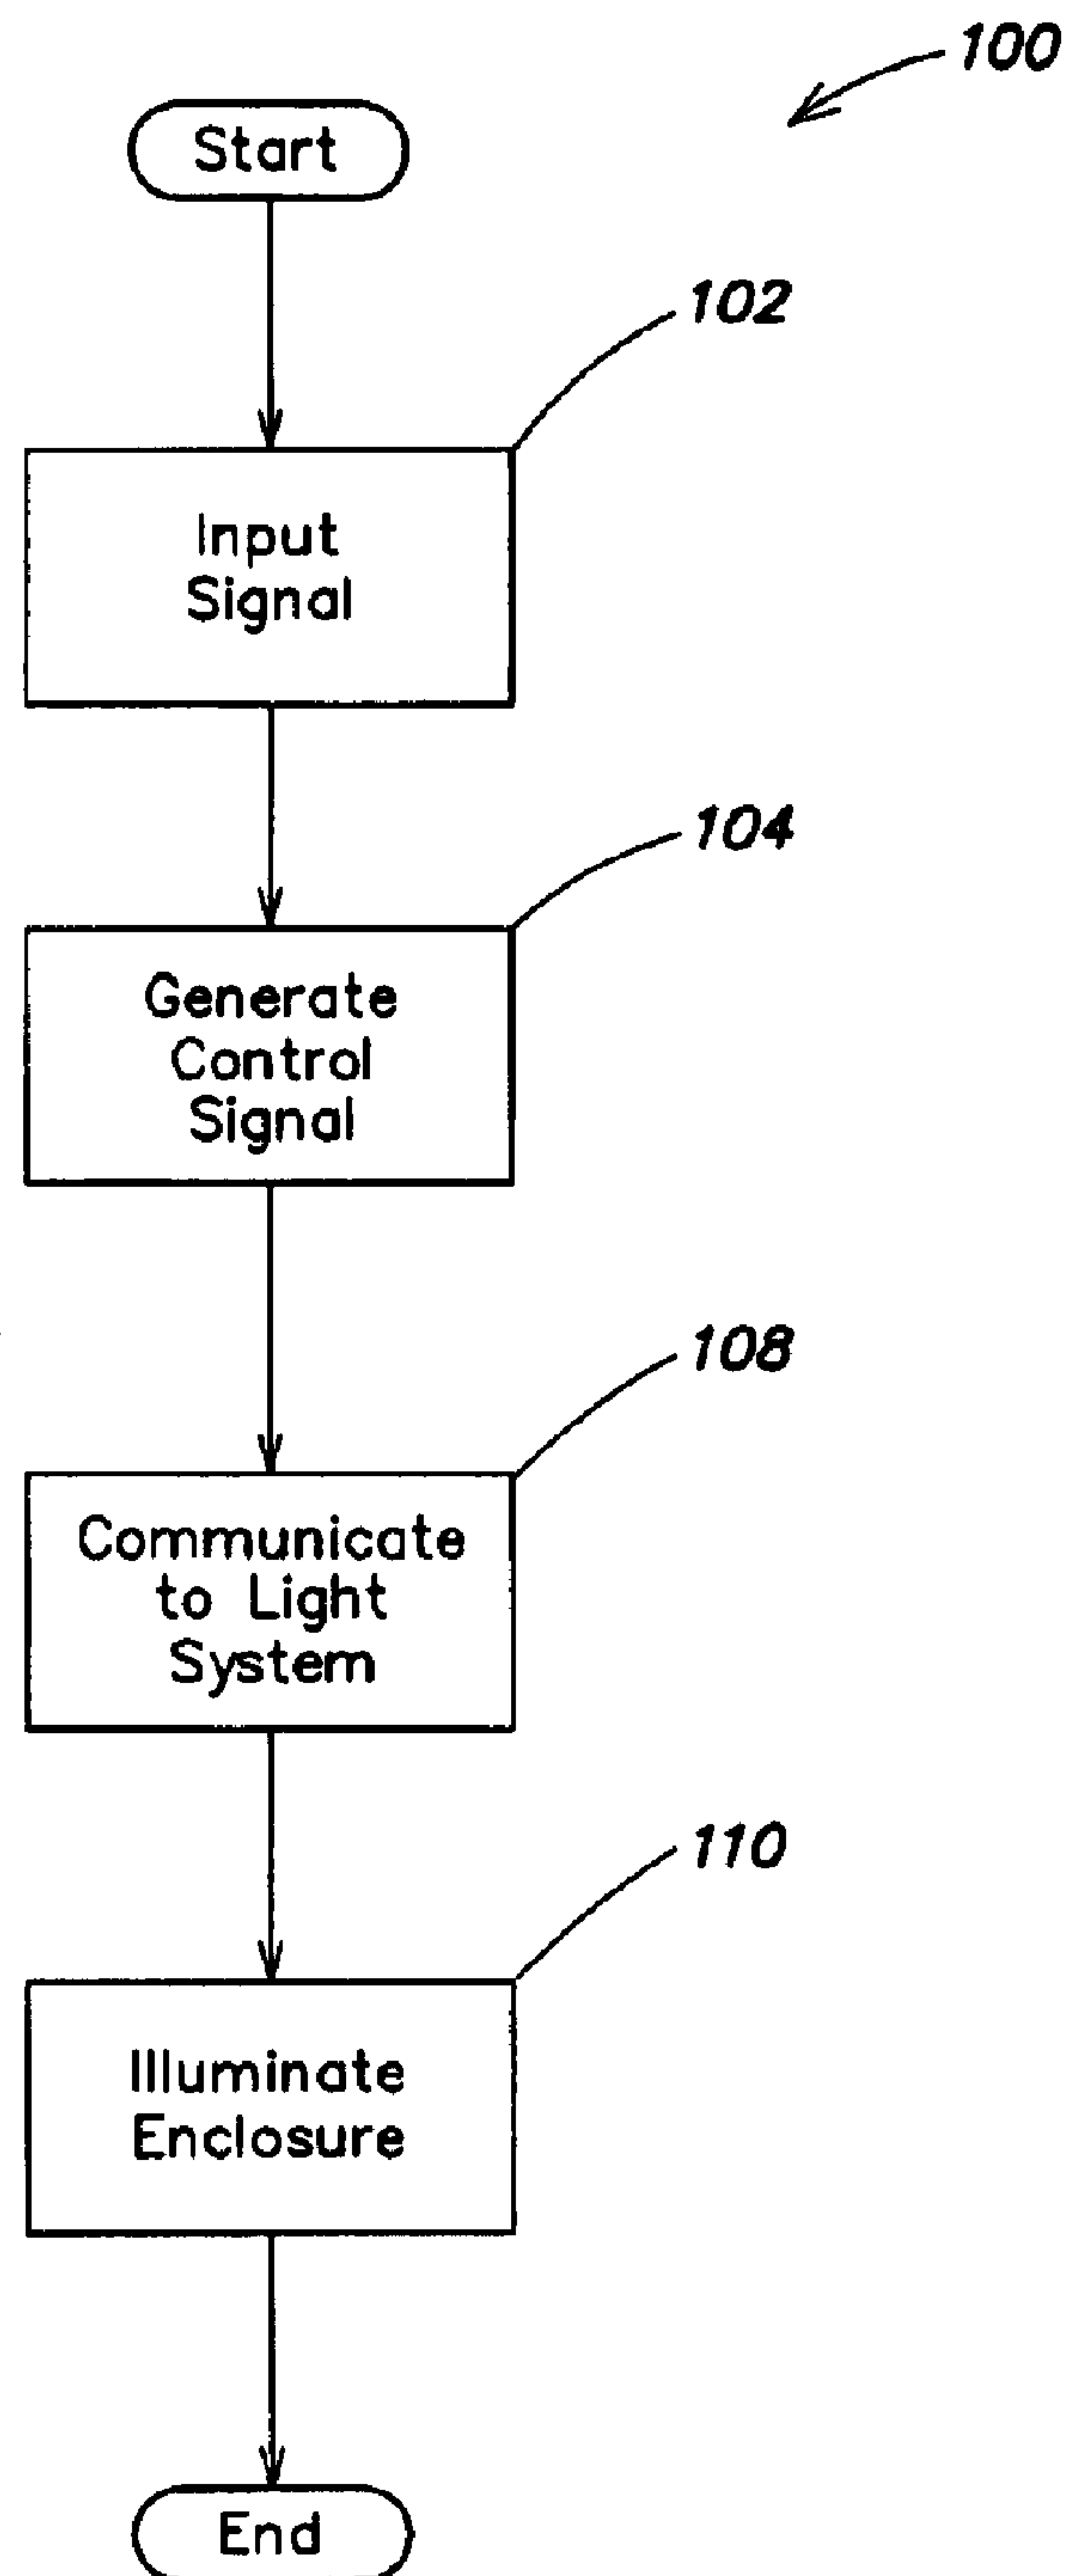 100
Start
102
Input
Signal
104
Generate
Control
Signal
108
Communicate
to Light
System
110
Illuminate
Enclosure
End